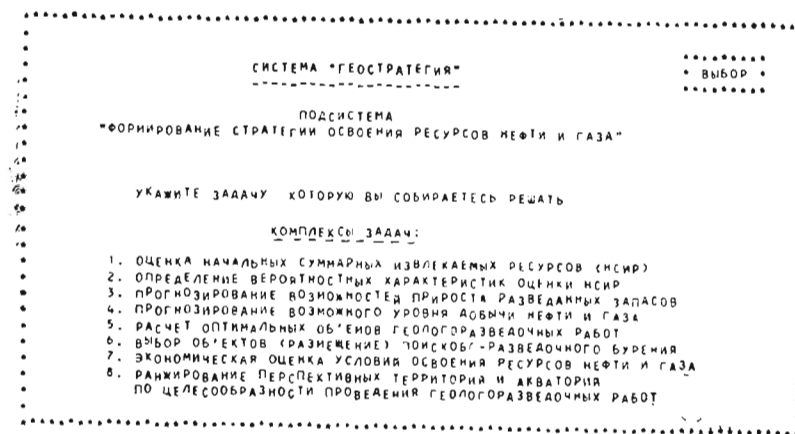 СИСТЕМА "ГЕОСТРАТЕГИЯ"
ВЫБОР
ПОДСИСТЕМА
"ФОРМИРОВАНИЕ СТРАТЕГИИ ОСВОЕНИЯ РЕСУРСОВ НЕФТИ И ГАЗА"
УКАЖИТЕ ЗАДАЧУ КОТОРУЮ ВЫ СОБИРАЕТЕСЬ РЕШАТЬ
КОМПЛЕКСЫ ЗАДАЧ:
1. ОЦЕНКА НАЧАЛЬНЫХ СУММАРНЫХ ИЗВЛЕКАЕМЫХ РЕСУРСОВ (НСИР)
2. ОПРЕДЕЛЕНИЕ ВЕРОЯТНОСТНЫХ ХАРАКТЕРИСТИК ОЦЕНКИ НСИР
3. ПРОГНОЗИРОВАНИЕ ВОЗМОЖНОСТЕЙ ПРИРОСТА РАЗВЕДАННЫХ ЗАПАСОВ
4. ПРОГНОЗИРОВАНИЕ ВОЗМОЖНОГО УРОВНЯ ДОБЫЧИ НЕФТИ И ГАЗА
5. РАСЧЕТ ОПТИМАЛЬНЫХ ОБ'ЕМОВ ГЕОЛОГОРАЗВЕДОЧНЫХ РАБОТ
6. ВЫБОР ОБ'ЕКТОВ (РАЗМЕЩЕНИЕ) ПОИСКОВО-РАЗВЕДОЧНОГО БУРЕНИЯ
7. ЭКОНОМИЧЕСКАЯ ОЦЕНКА УСЛОВИЙ ОСВОЕНИЯ РЕСУРСОВ НЕФТИ И ГАЗА
8. РАНЖИРОВАНИЕ ПЕРСПЕКТИВНЫХ ТЕРРИТОРИЙ И АКВАТОРИЙ
ПО ЦЕЛЕСООБРАЗНОСТИ ПРОВЕДЕНИЯ ГЕОЛОГОРАЗВЕДОЧНЫХ РАБОТ